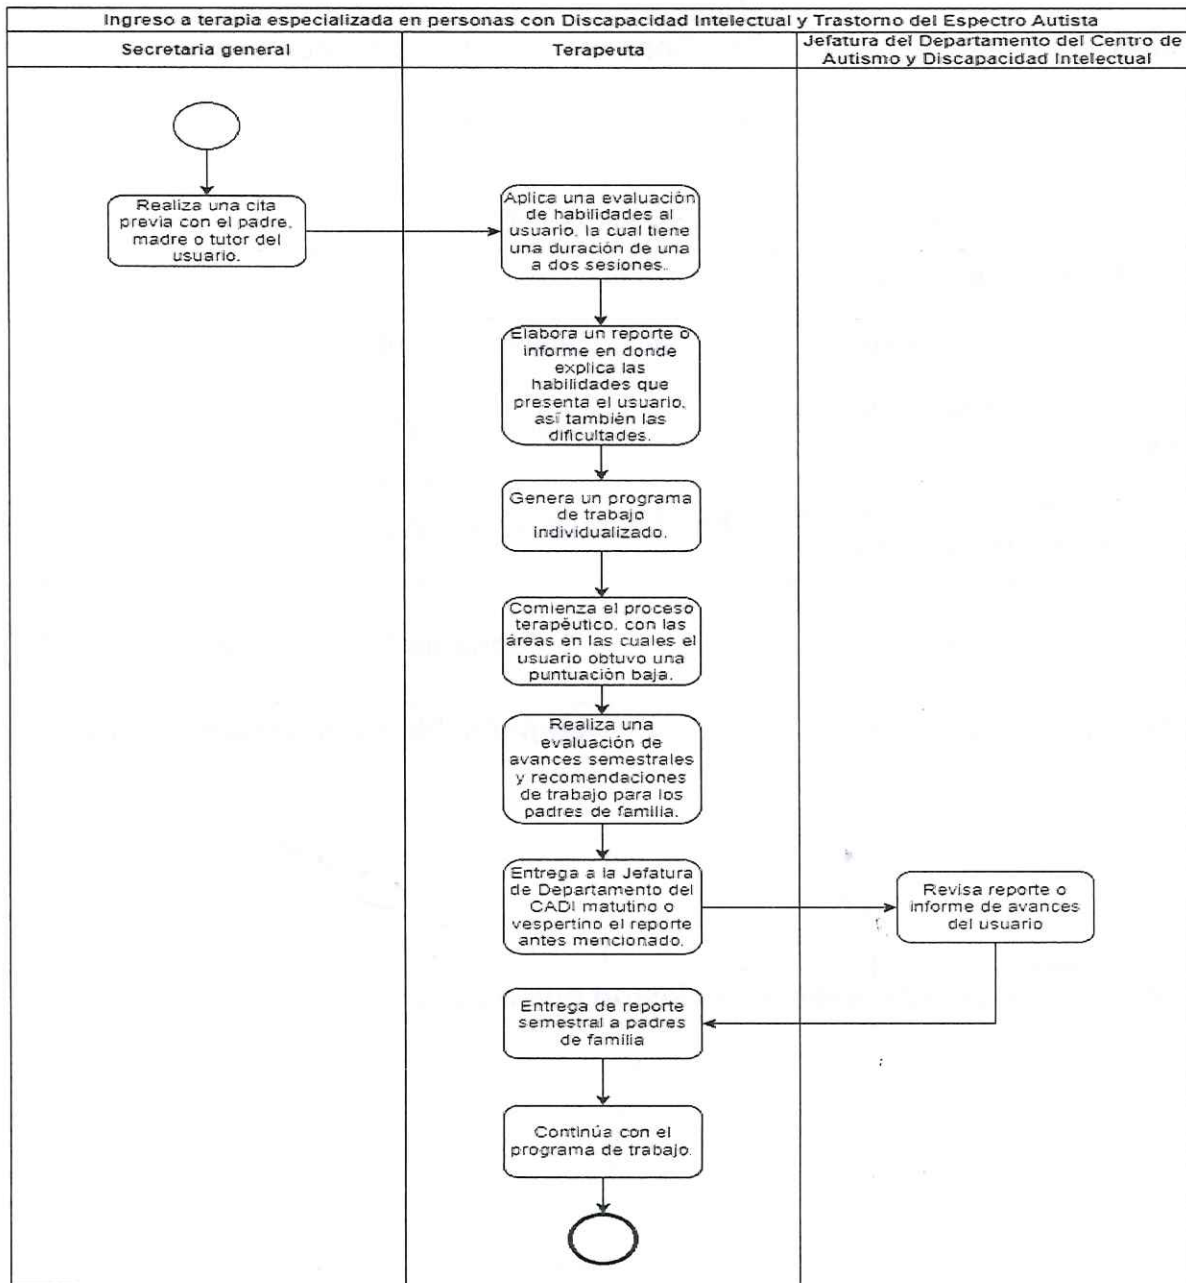 Ingreso a terapia especializada en personas con Discapacidad Intelectual y Trastorno del Espectro Autista
Secretaria general
Terapeuta
Jefatura del Departamento del Centro de
Autismo y Discapacidad Intelectual
Realiza una cita
previa con el padre,
madre o tutor del
usuario.
Aplica una evaluación
de habilidades al
usuario, la cual tiene
una duración de una
a dos sesiones.
Elabora un reporte o
informe en donde
explica las
habilidades que
presenta el usuario,
así también las
dificultades.
Genera un programa
de trabajo
individualizado.
Comienza el proceso
terapéutico, con las
áreas en las cuales el
usuario obtuvo una
puntuación baja.
Realiza una
evaluación de
avances semestrales
y recomendaciones
de trabajo para los
padres de familia.
Entrega a la Jefatura
de Departamento del
CADI matutino o
vespertino el reporte
antes mencionado.
Revisa reporte o
informe de avances
del usuario
Entrega de reporte
semestral a padres
de familia
Continúa con el
programa de trabajo.